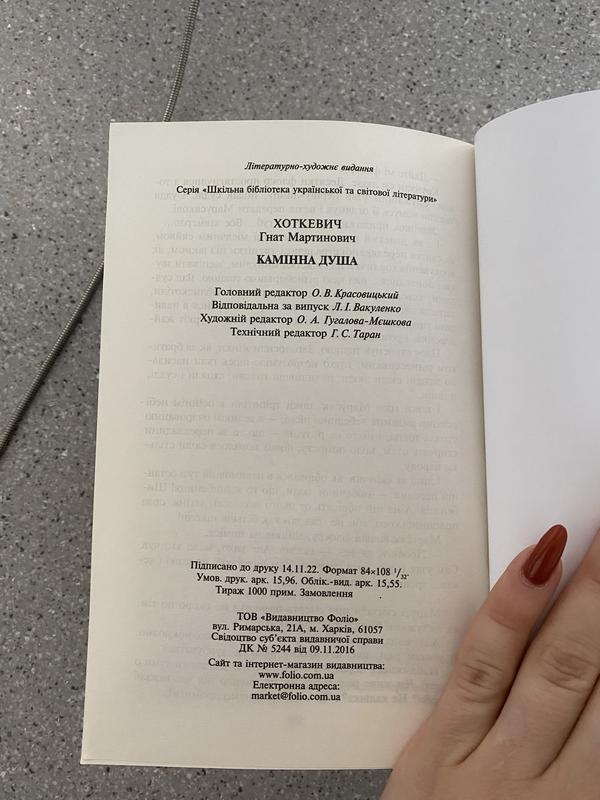 Літературно-художнє видання
Серія «Шкільна бібліотека української та світової літератури»
ХОТКЕВИЧ
Гнат Мартинович
КАМІННА ДУША
Головний редактор О. В. Красовицький
Відповідальна за випуск Л. І. Вакуленко
Художній редактор О. А. Гугалова-Мєшкова
Технічний редактор Г. С. Таран
Підписано до друку 14.11.22. Формат 84×108 1/32.
Умов. друк. арк. 15,96. Облік.-вид. арк. 15,55.
Тираж 1000 прим. Замовлення
ТОВ «Видавництво Фоліо»
вул. Римарська, 21А, м. Харків, 61057
Свідоцтво суб’єкта видавничої справи
ДК № 5244 від 09.11.2016
Сайт та інтернет-магазин видавництва:
www.folio.com.ua
Електронна адреса:
market@folio.com.ua